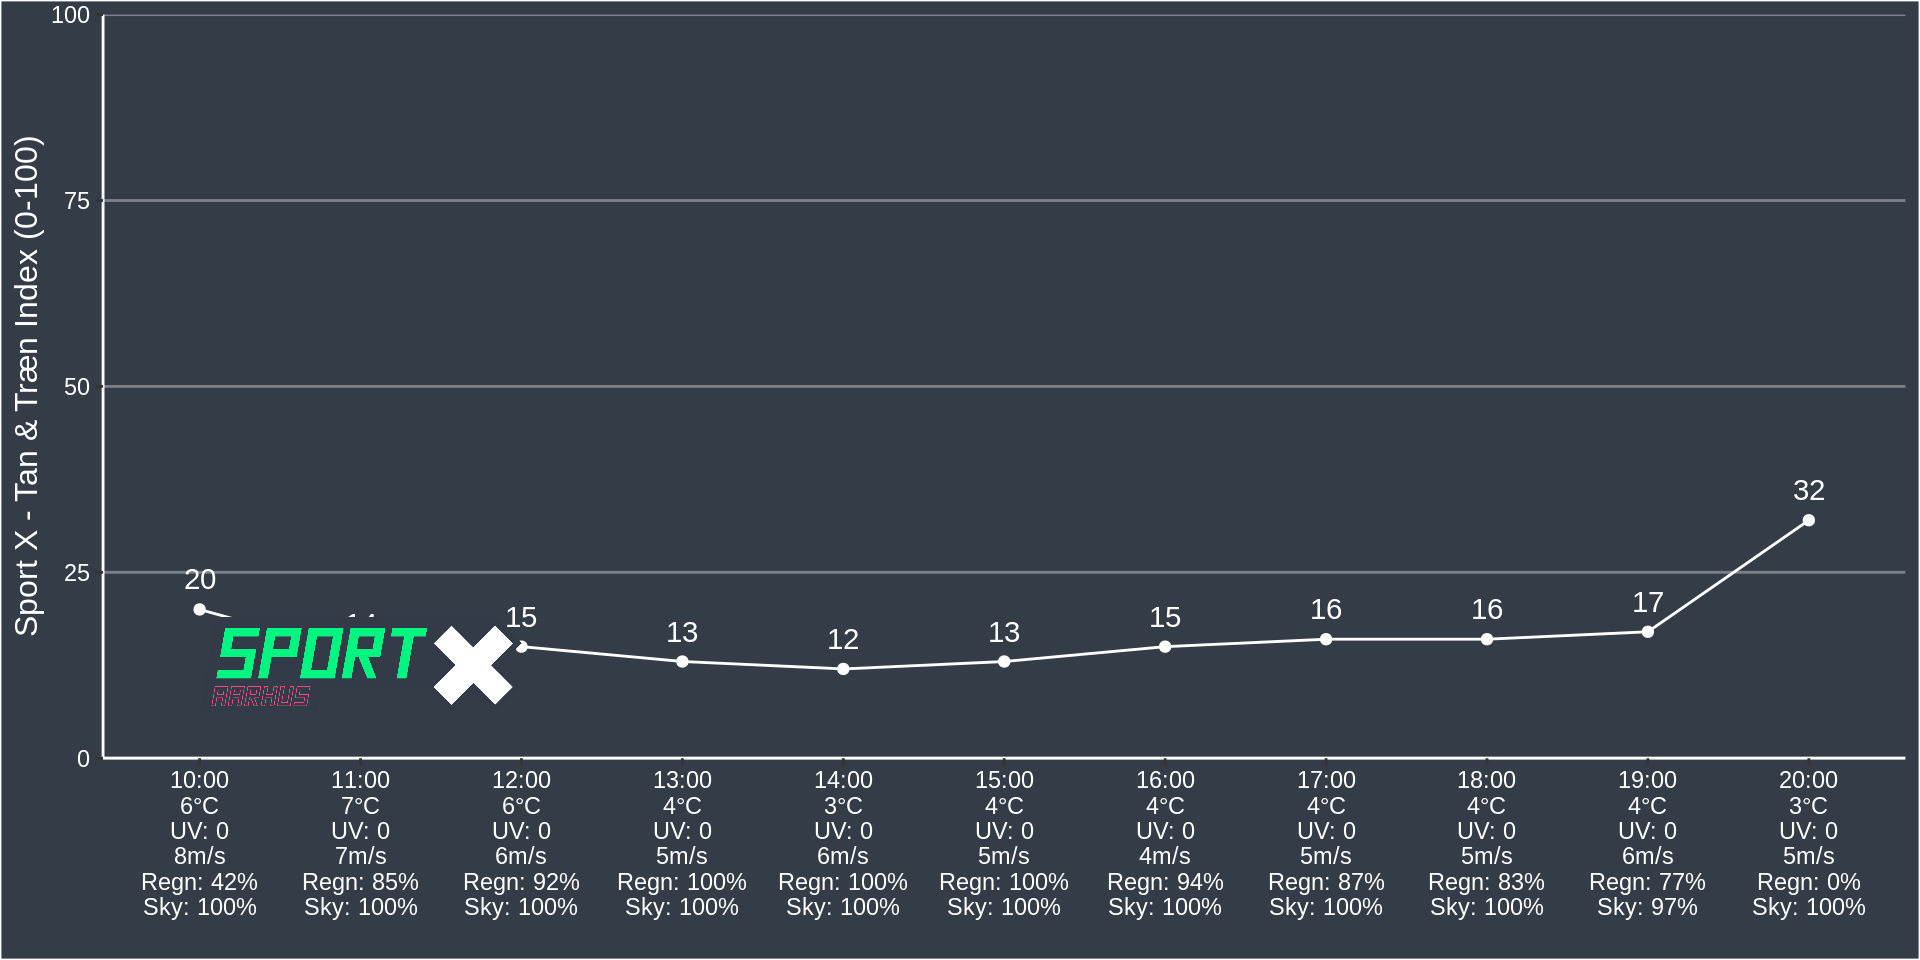 Sport X - Tan & Træn Index (0-100)
100
75
50
25
0
20
15
13
12
13
15
16
16
17
32
SPORT X
AARHUS
10:00 11:00 12:00 13:00 14:00 15:00 16:00 17:00 18:00 19:00 20:00
6°C 7°C 6°C 4°C 3°C 4°C 4°C 4°C 4°C 4°C 3°C
UV: 0 UV: 0 UV: 0 UV: 0 UV: 0 UV: 0 UV: 0 UV: 0 UV: 0 UV: 0 UV: 0
8m/s 7m/s 6m/s 5m/s 6m/s 5m/s 4m/s 5m/s 5m/s 6m/s 5m/s
Regn: 42% Regn: 85% Regn: 92% Regn: 100% Regn: 100% Regn: 100% Regn: 94% Regn: 87% Regn: 83% Regn: 77% Regn: 0%
Sky: 100% Sky: 100% Sky: 100% Sky: 100% Sky: 100% Sky: 100% Sky: 100% Sky: 100% Sky: 100% Sky: 97% Sky: 100%